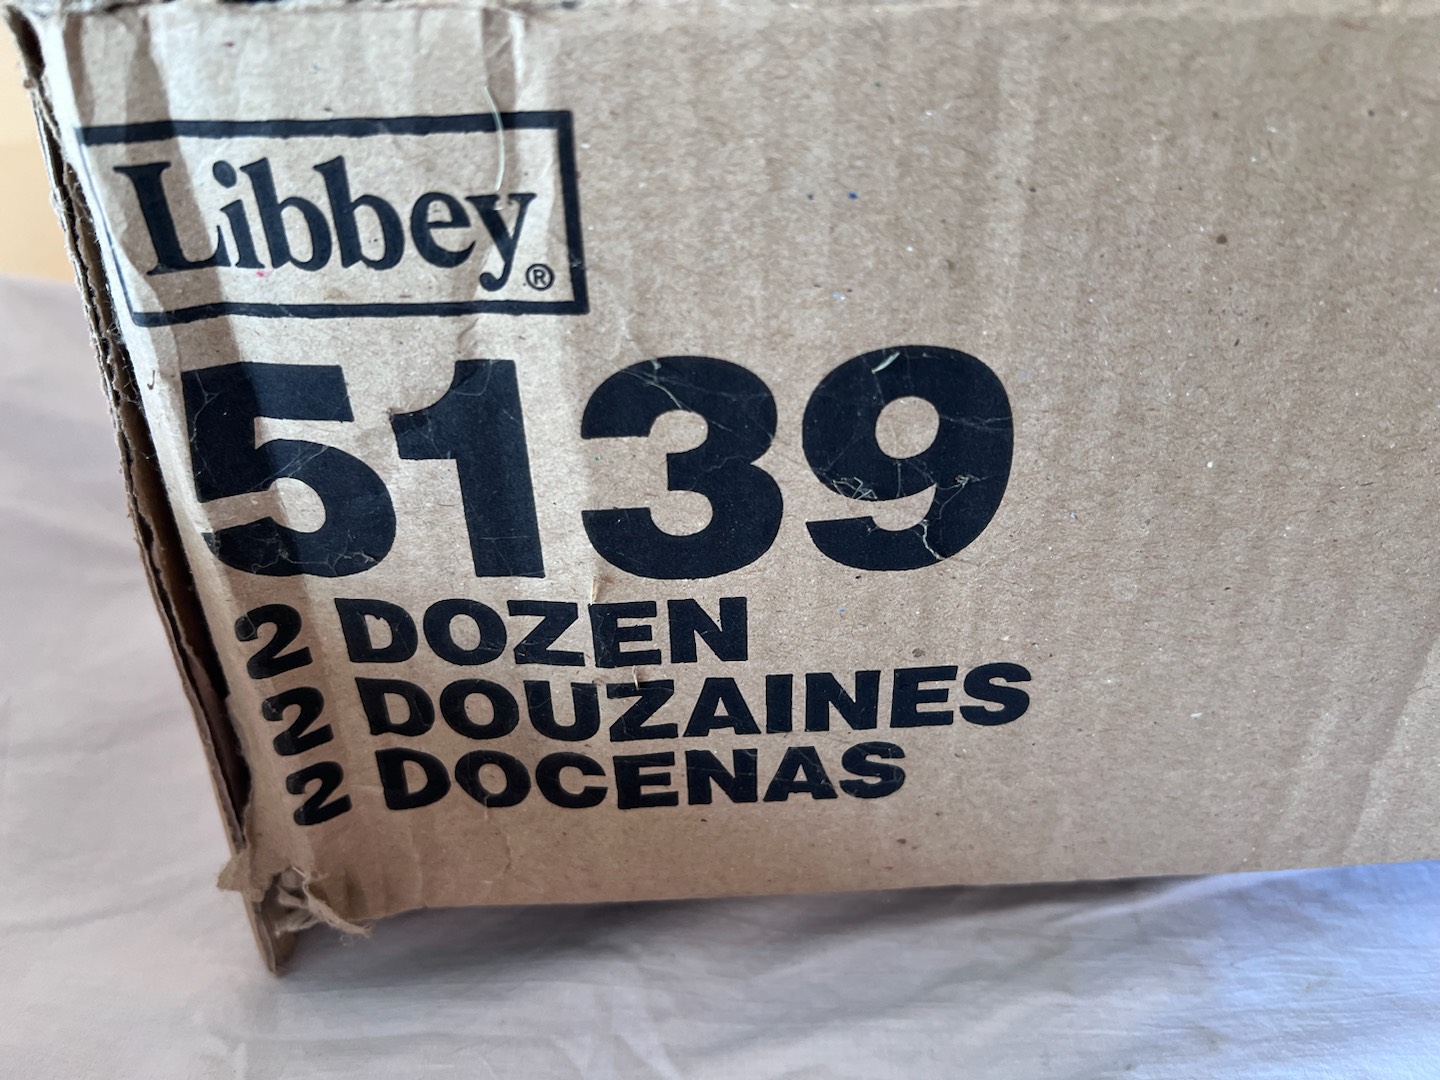 Libbey®
5139
2 DOZEN
2 DOUZAINES
2 DOCENAS